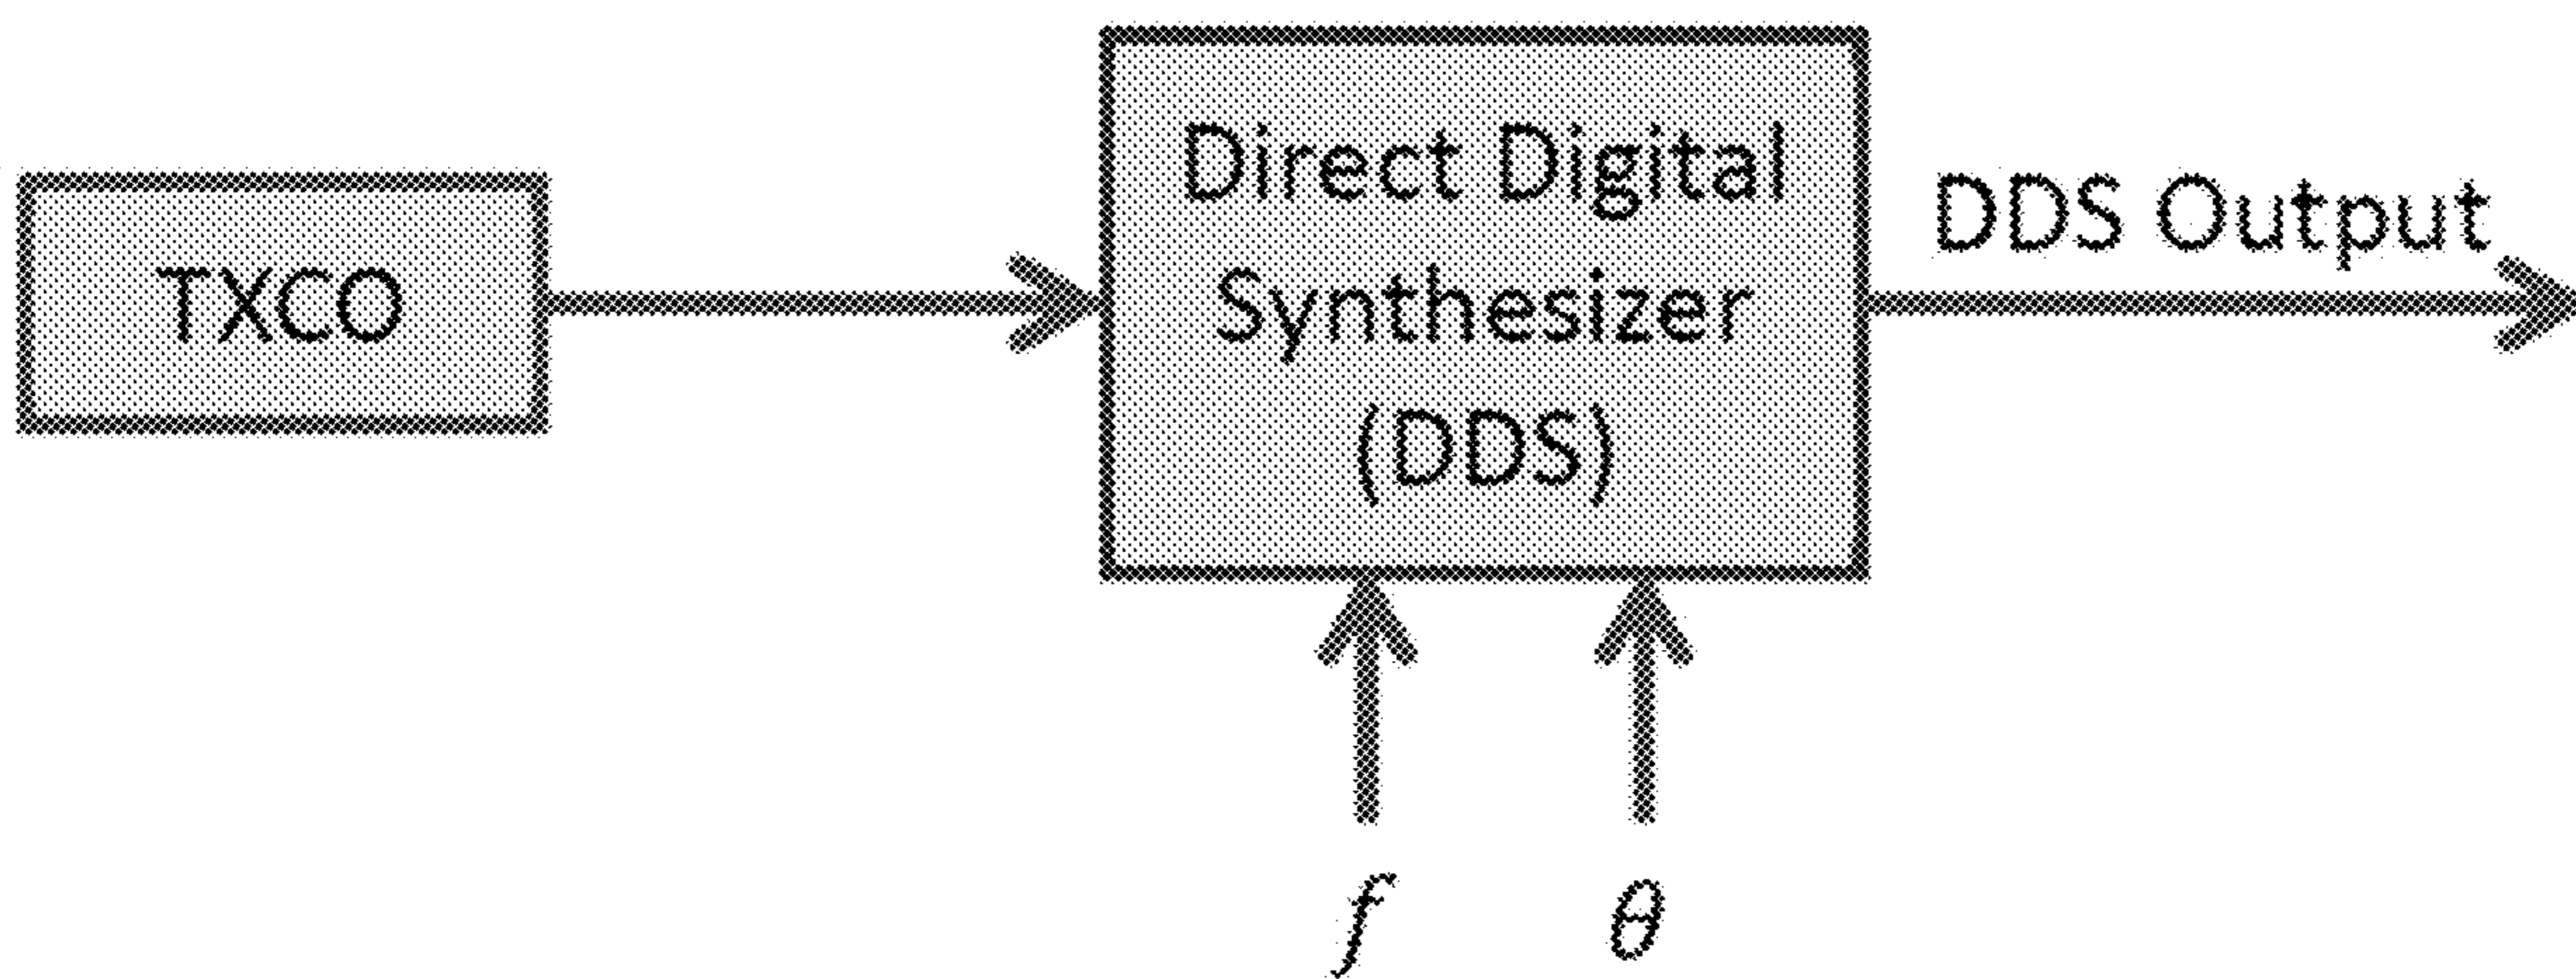 TXCO
Direct Digital
Synthesizer
(DDS)
DDS Output
f
θ